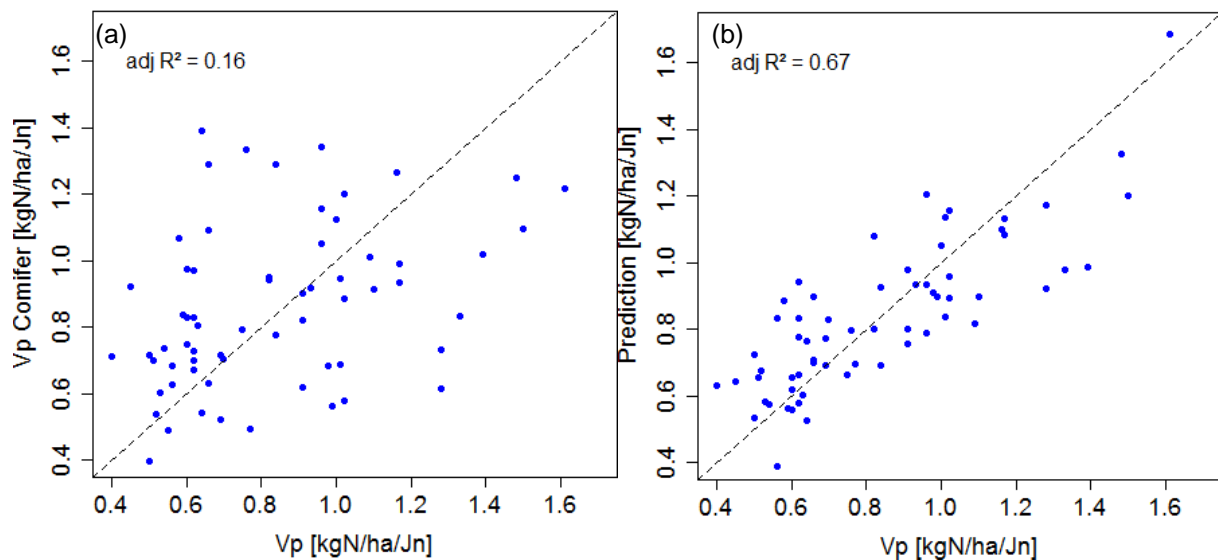 (a)
adj R² = 0.16
Vp Comifer [kgN/ha/Jn]
1.6
1.4
1.2
1.0
0.8
0.6
0.4
0.4 0.6 0.8 1.0 1.2 1.4 1.6
Vp [kgN/ha/Jn]
(b)
adj R² = 0.67
Prediction [kgN/ha/Jn]
1.6
1.4
1.2
1.0
0.8
0.6
0.4
0.4 0.6 0.8 1.0 1.2 1.4 1.6
Vp [kgN/ha/Jn]